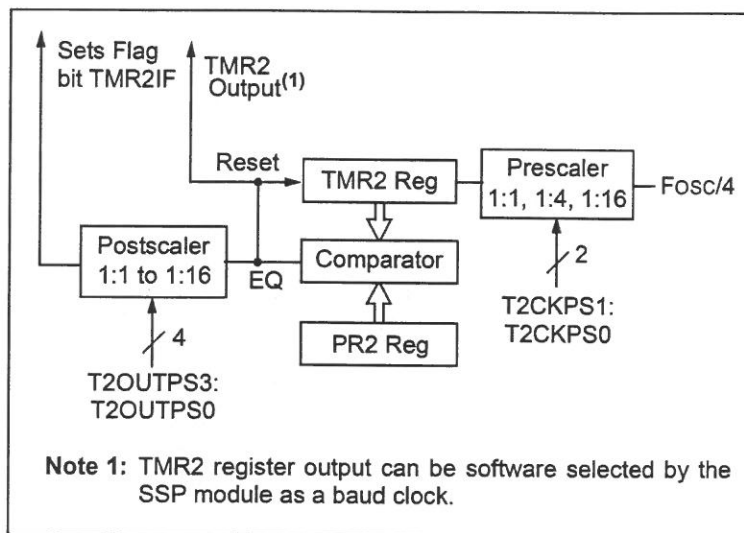 Sets Flag
bit TMR2IF
TMR2
Output(1)
Reset
TMR2 Reg
Prescaler
1:1, 1:4, 1:16
Fosc/4
Postscaler
1:1 to 1:16
EQ
Comparator
2
T2CKPS1:
T2CKPS0
PR2 Reg
4
T2OUTPS3:
T2OUTPS0
Note 1: TMR2 register output can be software selected by the
SSP module as a baud clock.